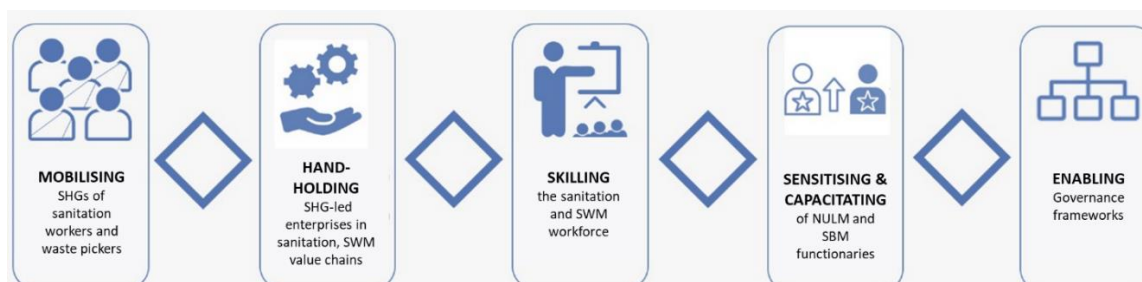 MOBILISING
SHGs of
sanitation
workers and
waste pickers
HAND-
HOLDING
SHG-led
enterprises in
sanitation, SWM
value chains
SKILLING
the sanitation
and SWM
workforce
SENSITISING &
CAPACITATING
of NULM and
SBM
functionaries
ENABLING
Governance
frameworks